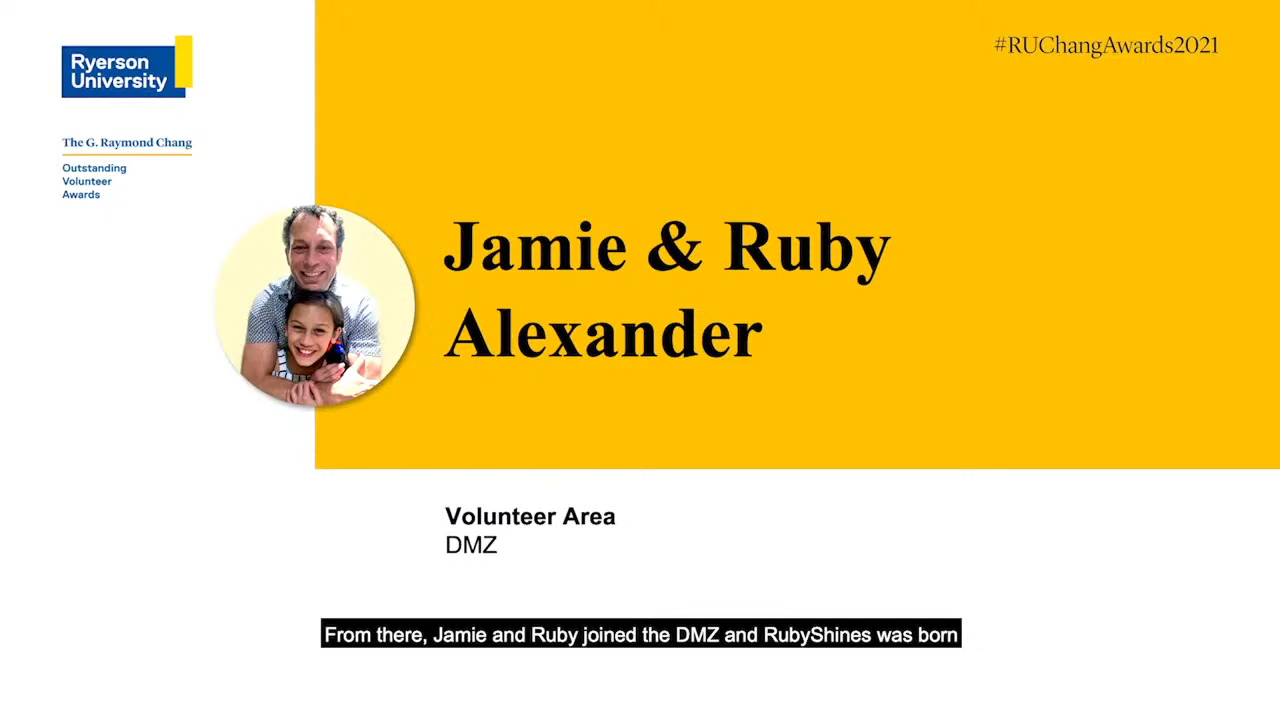 Ryerson
University
#RUChangAwards2021
The G. Raymond Chang
Outstanding
Volunteer
Awards
Jamie & Ruby
Alexander
Volunteer Area
DMZ
From there, Jamie and Ruby joined the DMZ and RubyShines was born